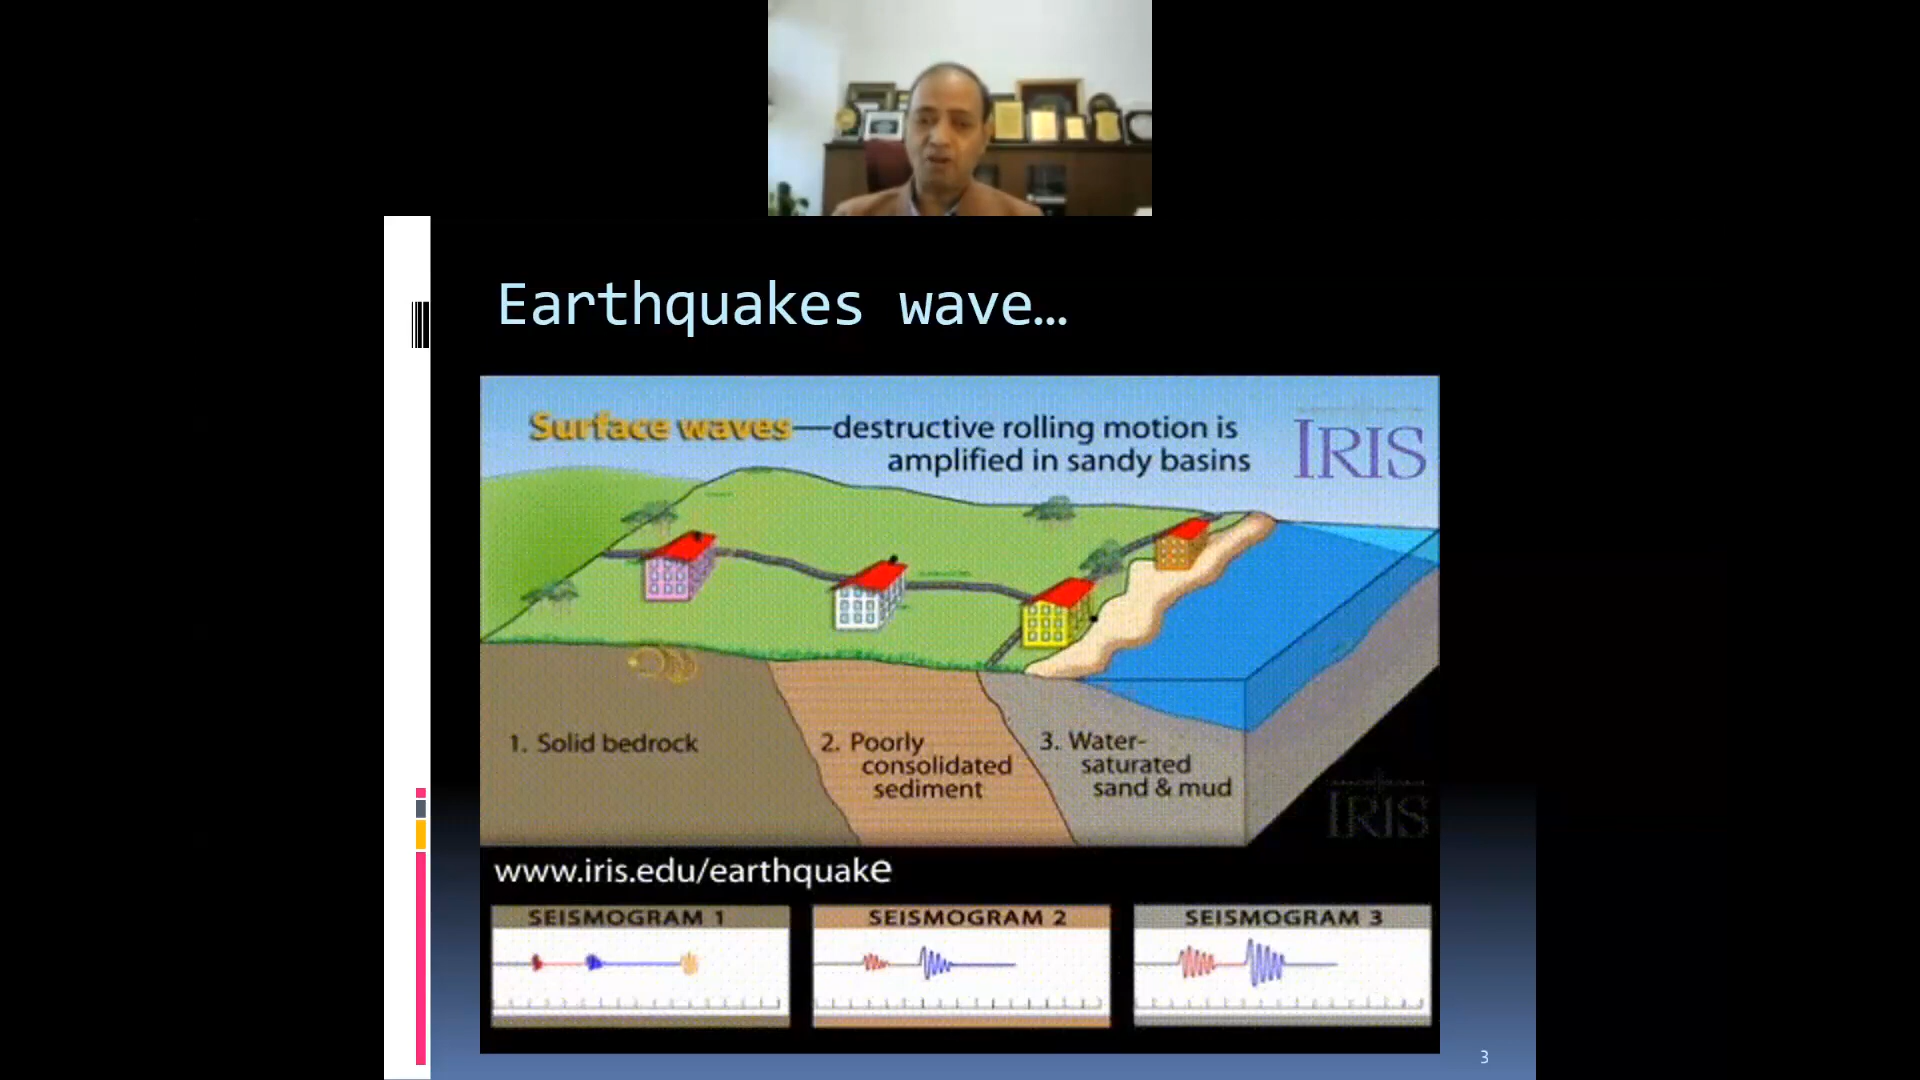 Earthquakes wave…
Surface waves—destructive rolling motion is
amplified in sandy basins
IRIS
1. Solid bedrock
2. Poorly
consolidated
sediment
3. Water-
saturated
sand & mud
IRIS
www.iris.edu/earthquake
SEISMOGRAM 1
SEISMOGRAM 2
SEISMOGRAM 3
3